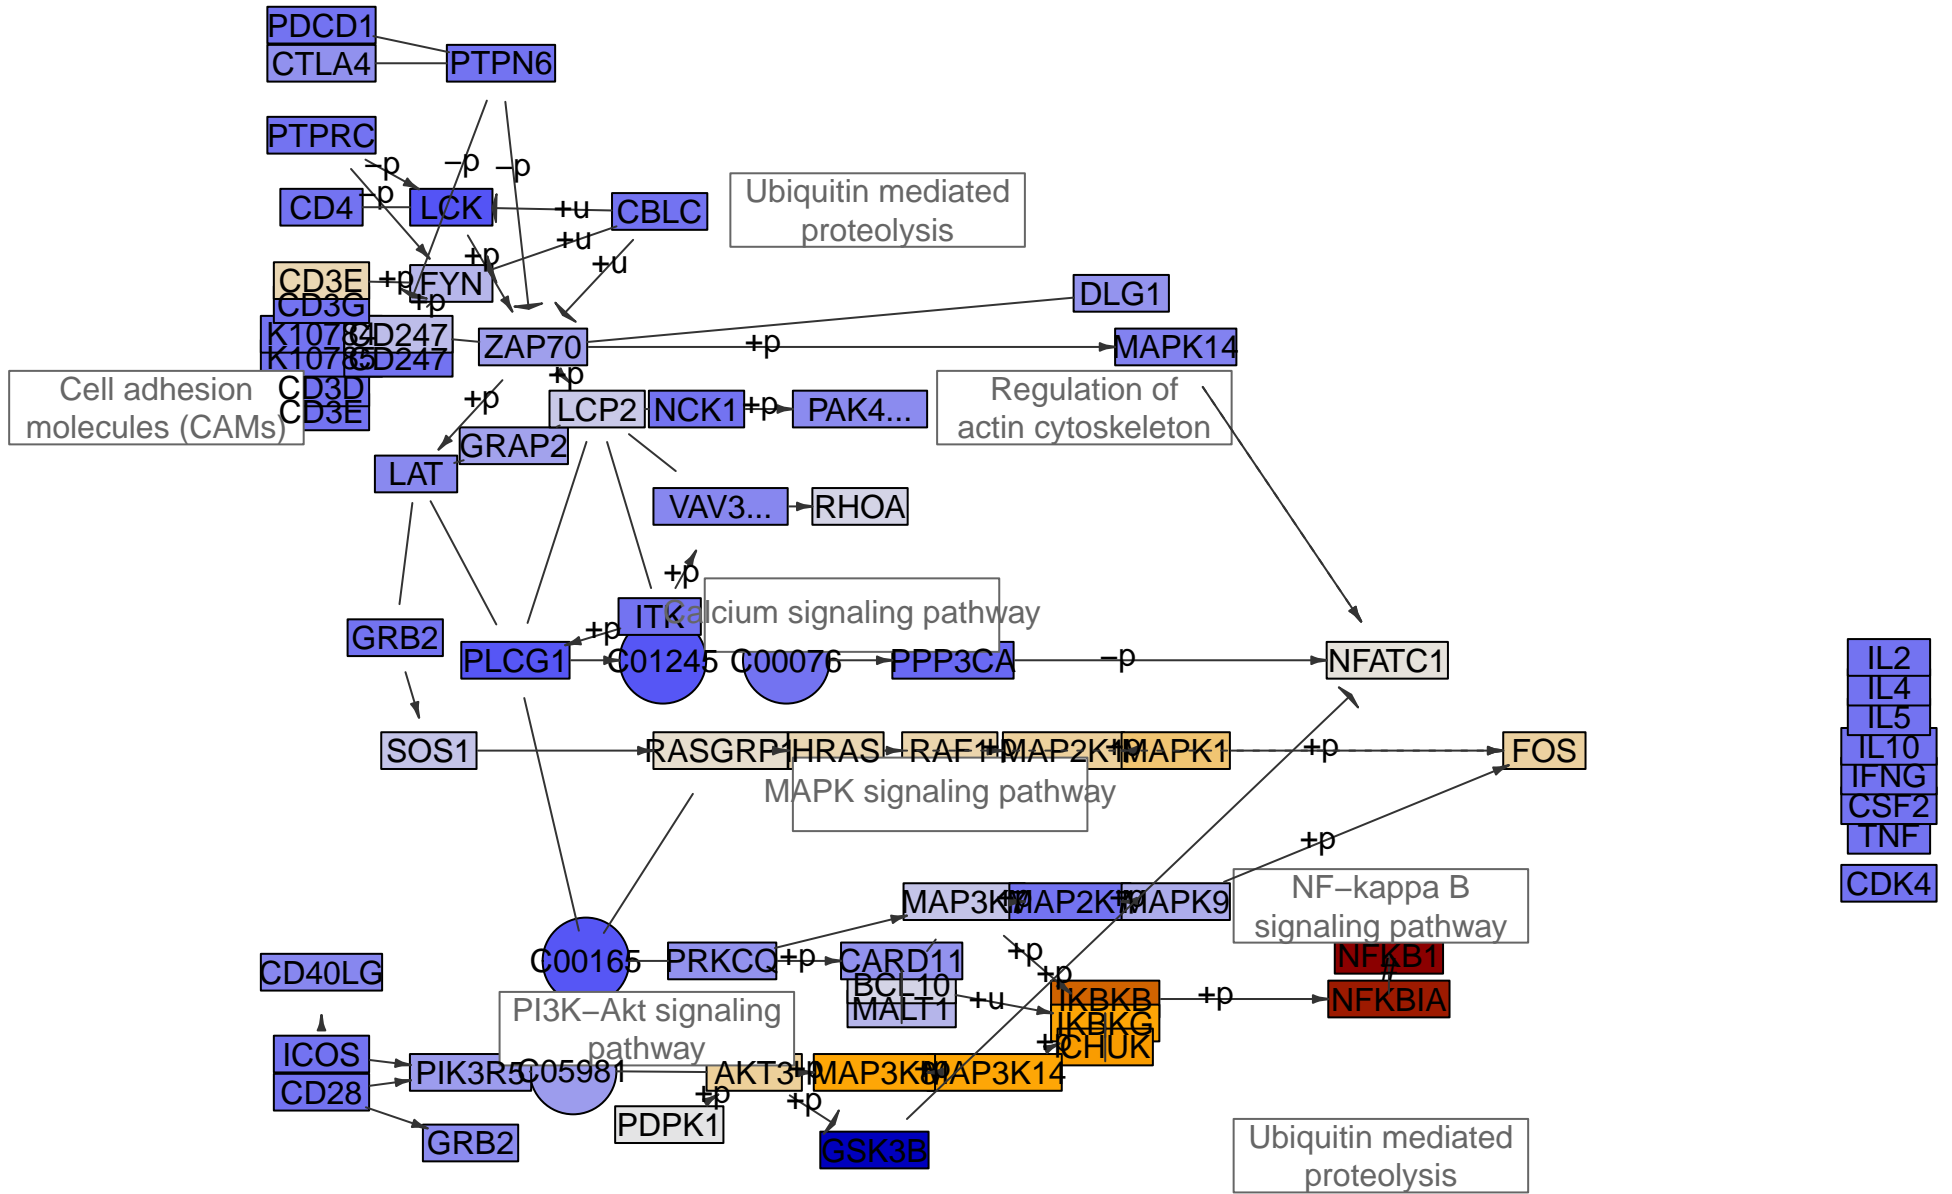 PDCD1
CTLA4
PTPN6
PTPRC
–p
–p
–p
–p
CD4
LCK
+u
CBLC
Ubiquitin mediated
proteolysis
+u
+p
+u
CD3E
+p
FYN
+p
CD3G
DLG1
K10784
CD247
ZAP70
+p
MAPK14
K10785
CD247
+p
CD3D
CD3E
Cell adhesion
molecules (CAMs)
+p
LCP2
NCK1
+p
PAK4...
Regulation of
actin cytoskeleton
GRAP2
LAT
VAV3...
RHOA
+p
ITK
Calcium signaling pathway
+p
GRB2
PLCG1
C01245
C00076
PPP3CA
–p
NFATC1
IL2
IL4
IL5
IL10
IFNG
CSF2
TNF
CDK4
SOS1
RASGRP1
HRAS
RAF1
+p
+p
MAPK1
+p
FOS
MAPK signaling pathway
+p
+p
+p
MAPK9
NF–kappa B
signaling pathway
NFKB1
C00165
PRKCQ
+p
CARD11
+p
+p
CD40LG
BCL10
MALT1
+u
IKBKB
+p
NFKBIA
IKBKG
+p
CHUK
PI3K–Akt signaling
pathway
ICOS
CD28
PIK3R5
C05981
AKT3
+p
MAP3K8
+p
MAP3K14
+p
+p
PDPK1
GRB2
GSK3B
Ubiquitin mediated
proteolysis